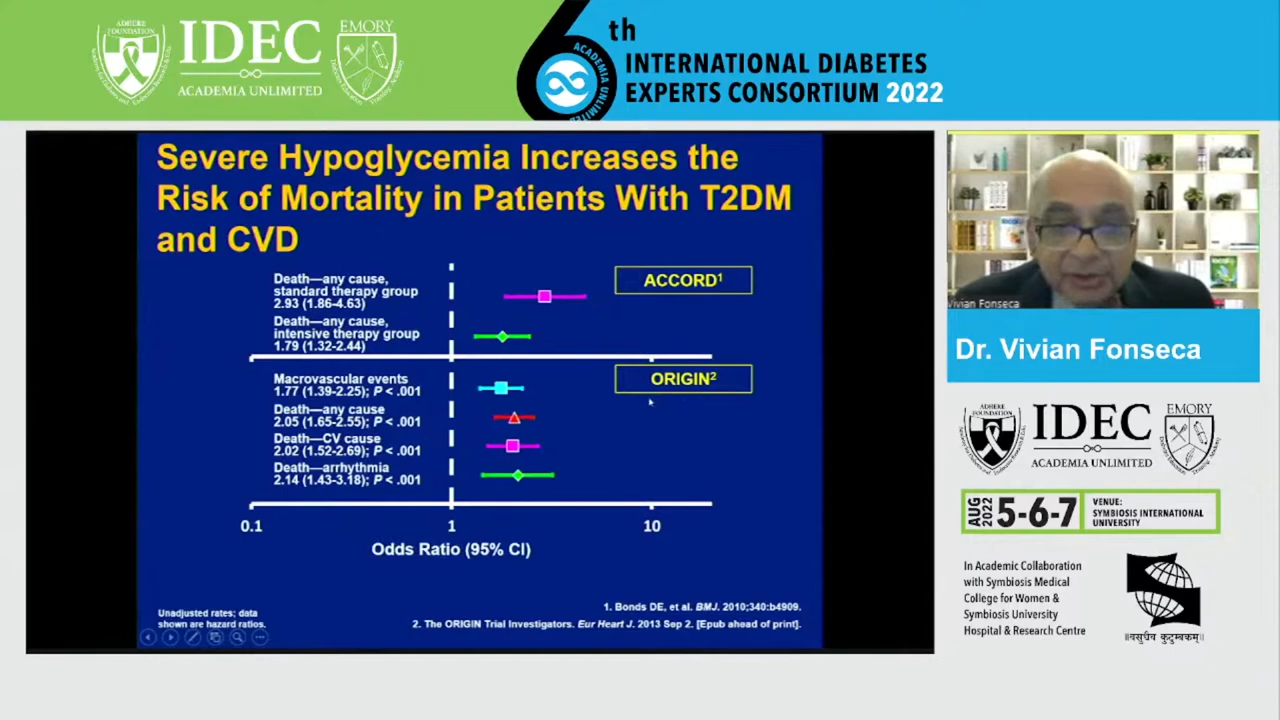 ADHERE
FOUNDATION
IDEC
ACADEMIA UNLIMITED
EMORY
6th
ACADEMIA UNLIMITED
INTERNATIONAL DIABETES
EXPERTS CONSORTIUM 2022
Severe Hypoglycemia Increases the
Risk of Mortality in Patients With T2DM
and CVD
Death—any cause,
standard therapy group
2.93 (1.86-4.63)
Death—any cause,
intensive therapy group
1.79 (1.32-2.44)
ACCORD1
Macrovascular events
1.77 (1.39-2.25); P < .001
Death—any cause
2.05 (1.65-2.55); P < .001
Death—CV cause
2.02 (1.52-2.69); P < .001
Death—arrhythmia
2.14 (1.43-3.18); P < .001
ORIGIN2
0.1 1 10
Odds Ratio (95% CI)
Unadjusted rates; data
shown are hazard ratios.
1. Bonds DE, et al. BMJ. 2010;340:b4909.
2. The ORIGIN Trial Investigators. Eur Heart J. 2013 Sep 2. [Epub ahead of print].
Vivian Fonseca
Dr. Vivian Fonseca
ADHERE
FOUNDATION
IDEC
ACADEMIA UNLIMITED
EMORY
AUG
2022
5-6-7
VENUE:
SYMBIOSIS INTERNATIONAL
UNIVERSITY
In Academic Collaboration
with Symbiosis Medical
College for Women &
Symbiosis University
Hospital & Research Centre
॥वसुधैव कुटुम्बकम्॥